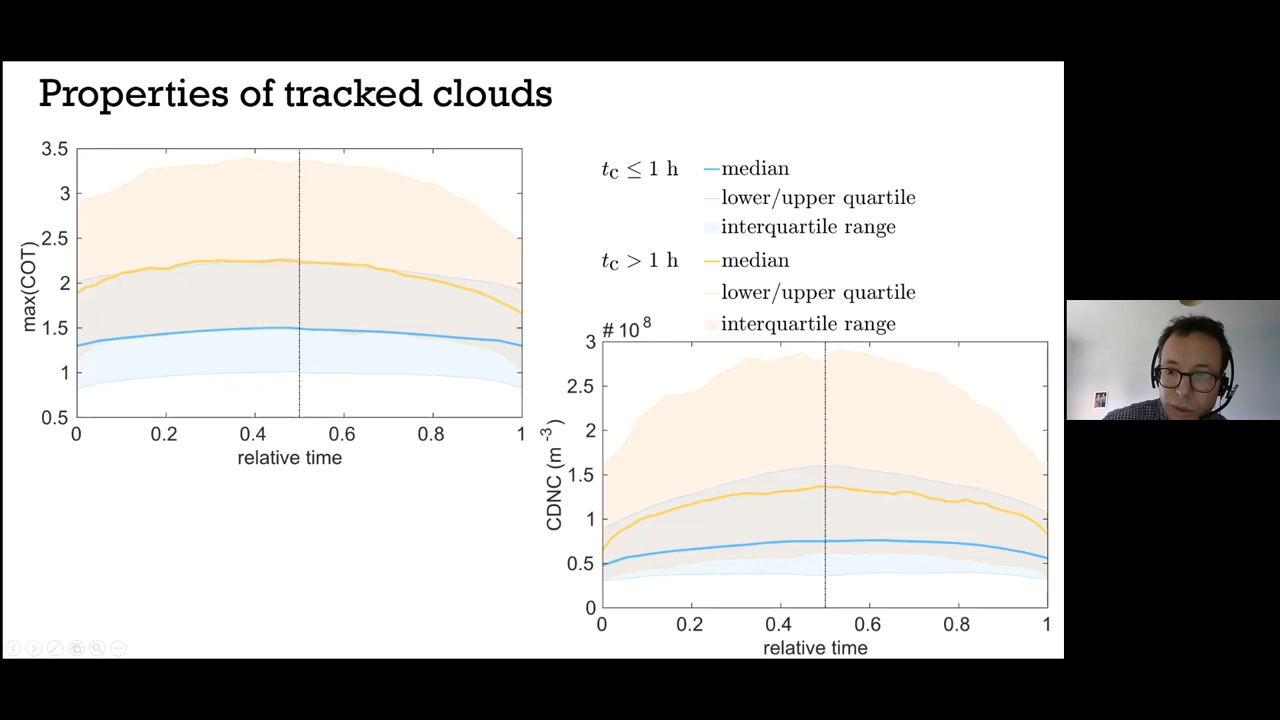 Properties of tracked clouds
3.5
3
2.5
2
1.5
1
0.5
max(COT)
0 0.2 0.4 0.6 0.8 1
relative time
tc ≤ 1 h
median
lower/upper quartile
interquartile range
tc > 1 h
median
lower/upper quartile
interquartile range
# 10^8
3
2.5
2
1.5
1
0.5
0
CDNC (m^-3)
0 0.2 0.4 0.6 0.8 1
relative time